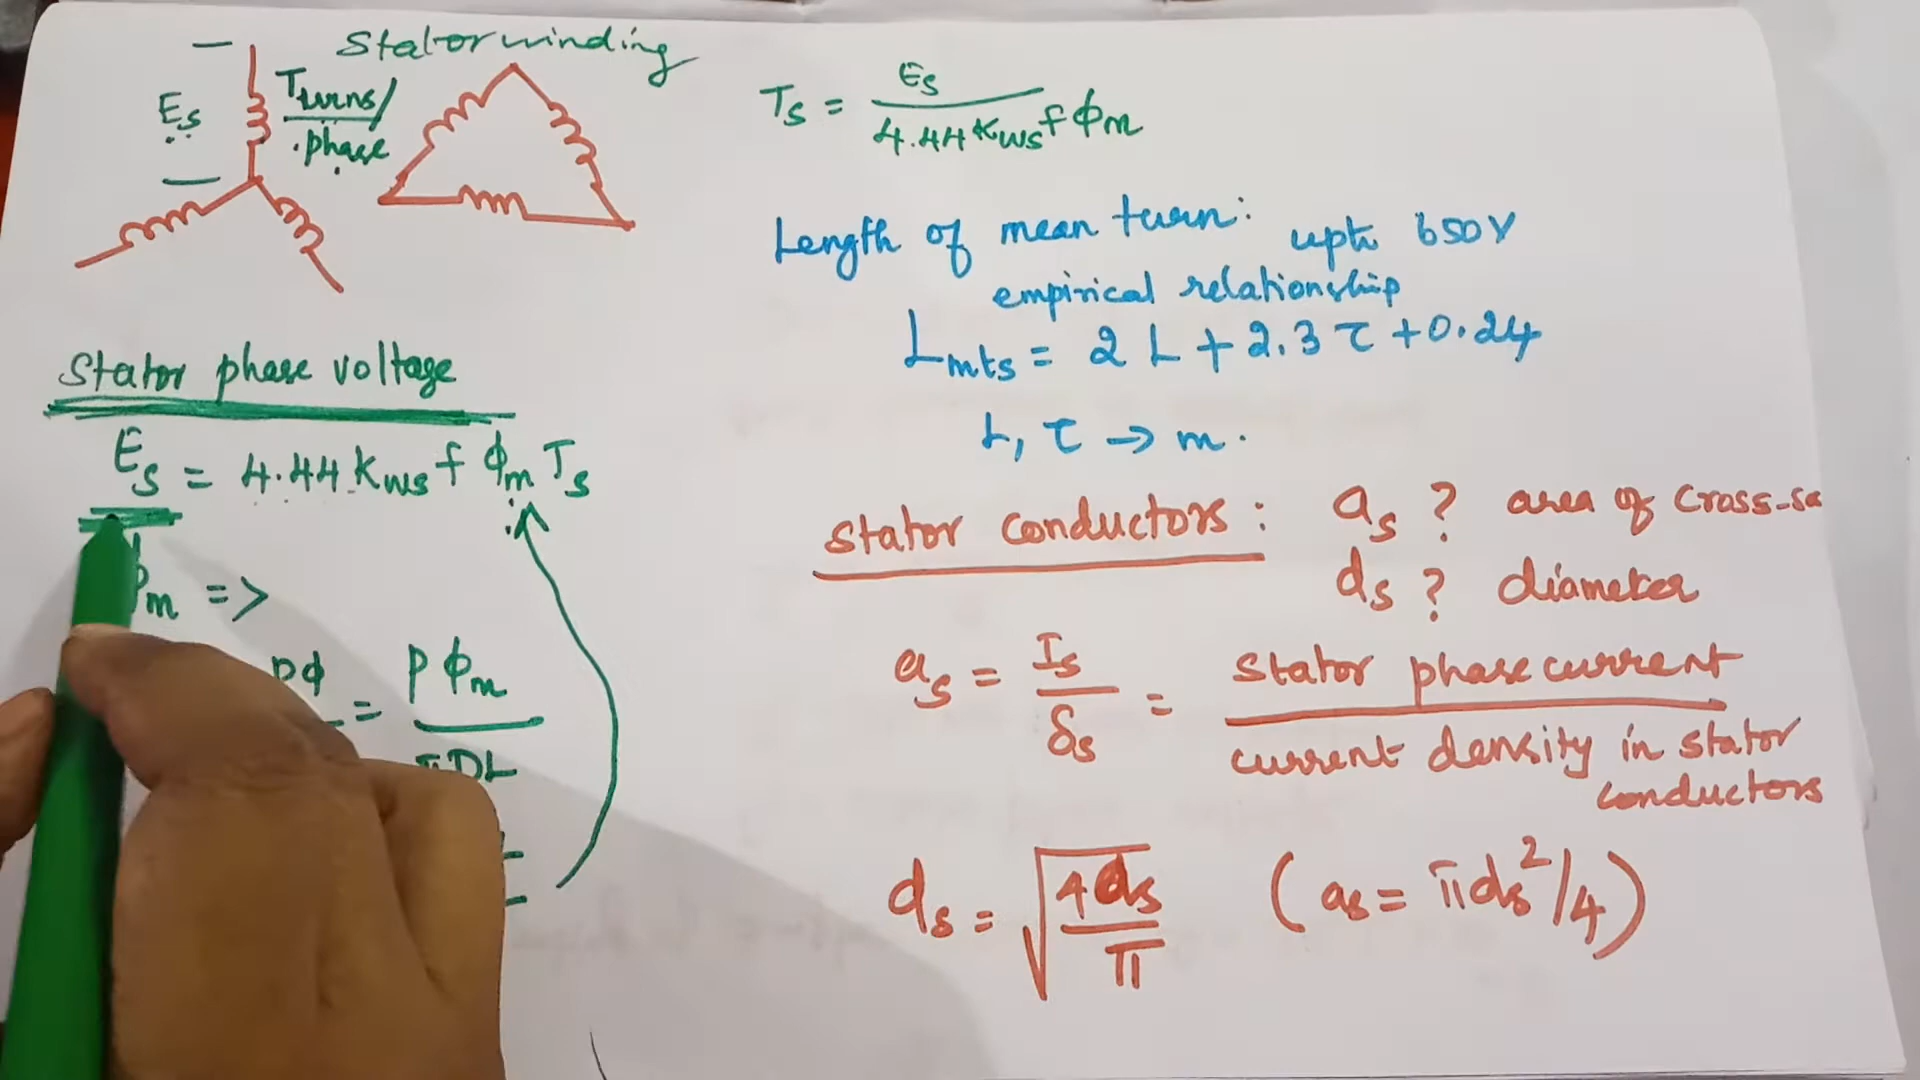 Stator winding
Es
Turns/
phase
Stator phase voltage
Es = 4.44 Kws f ϕm Ts
ϕm =>
pϕ = pϕm
πDL
Ts = Es
4.44 Kws f ϕm
Length of mean turn: upto 650V
empirical relationship
Lmts = 2 L + 2.3 τ + 0.24
L, τ → m.
Stator conductors: as ? area of Cross-se
ds ? diameter
as = Is = Stator phase current
δs current density in stator
conductors
ds = √4as (as = πds²/4)
π